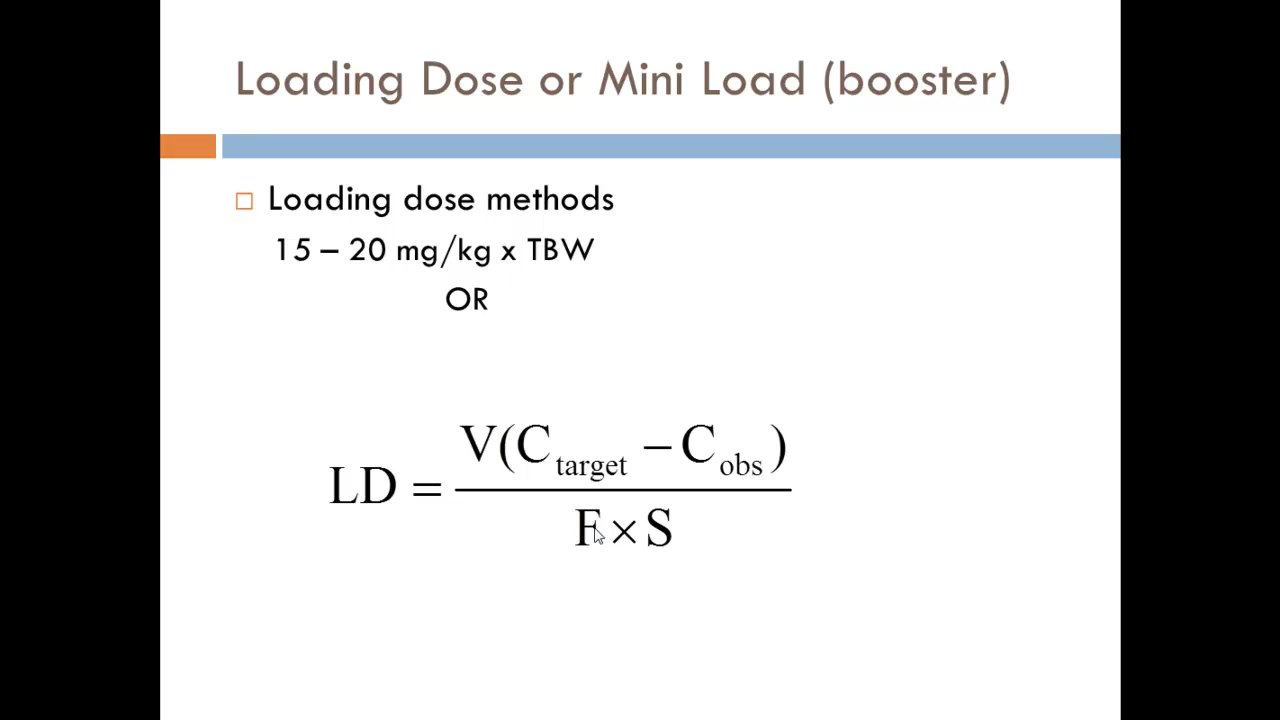 Loading Dose or Mini Load (booster)
Loading dose methods
15 – 20 mg/kg x TBW
OR
LD = V(C_target − C_obs) / F × S